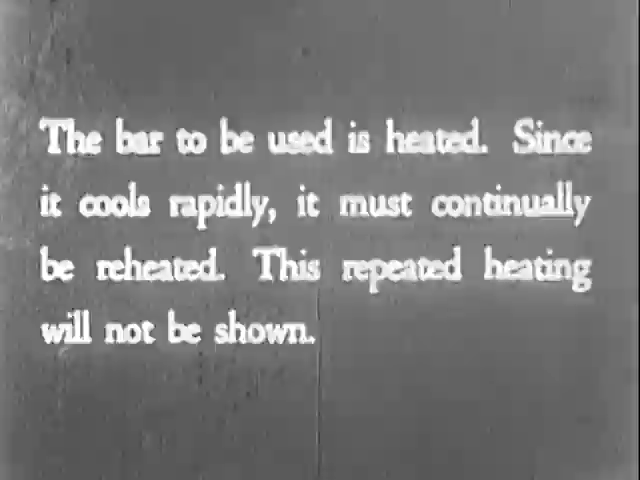 The bar to be used is heated. Since
it cools rapidly, it must continually
be reheated. This repeated heating
will not be shown.